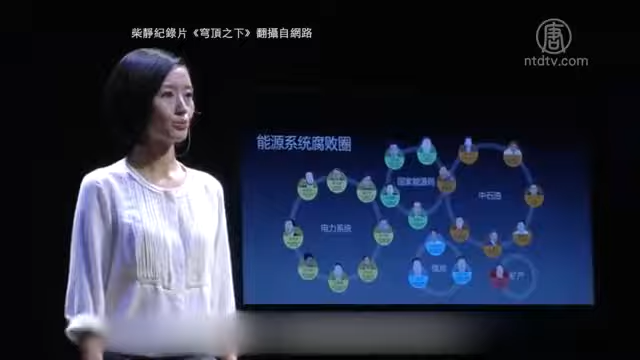 柴靜紀錄片《穹頂之下》翻攝自網路
唐
ntdtv.com
能源系统腐败圈
国家能源局
中石油
电力系统
煤炭
矿产